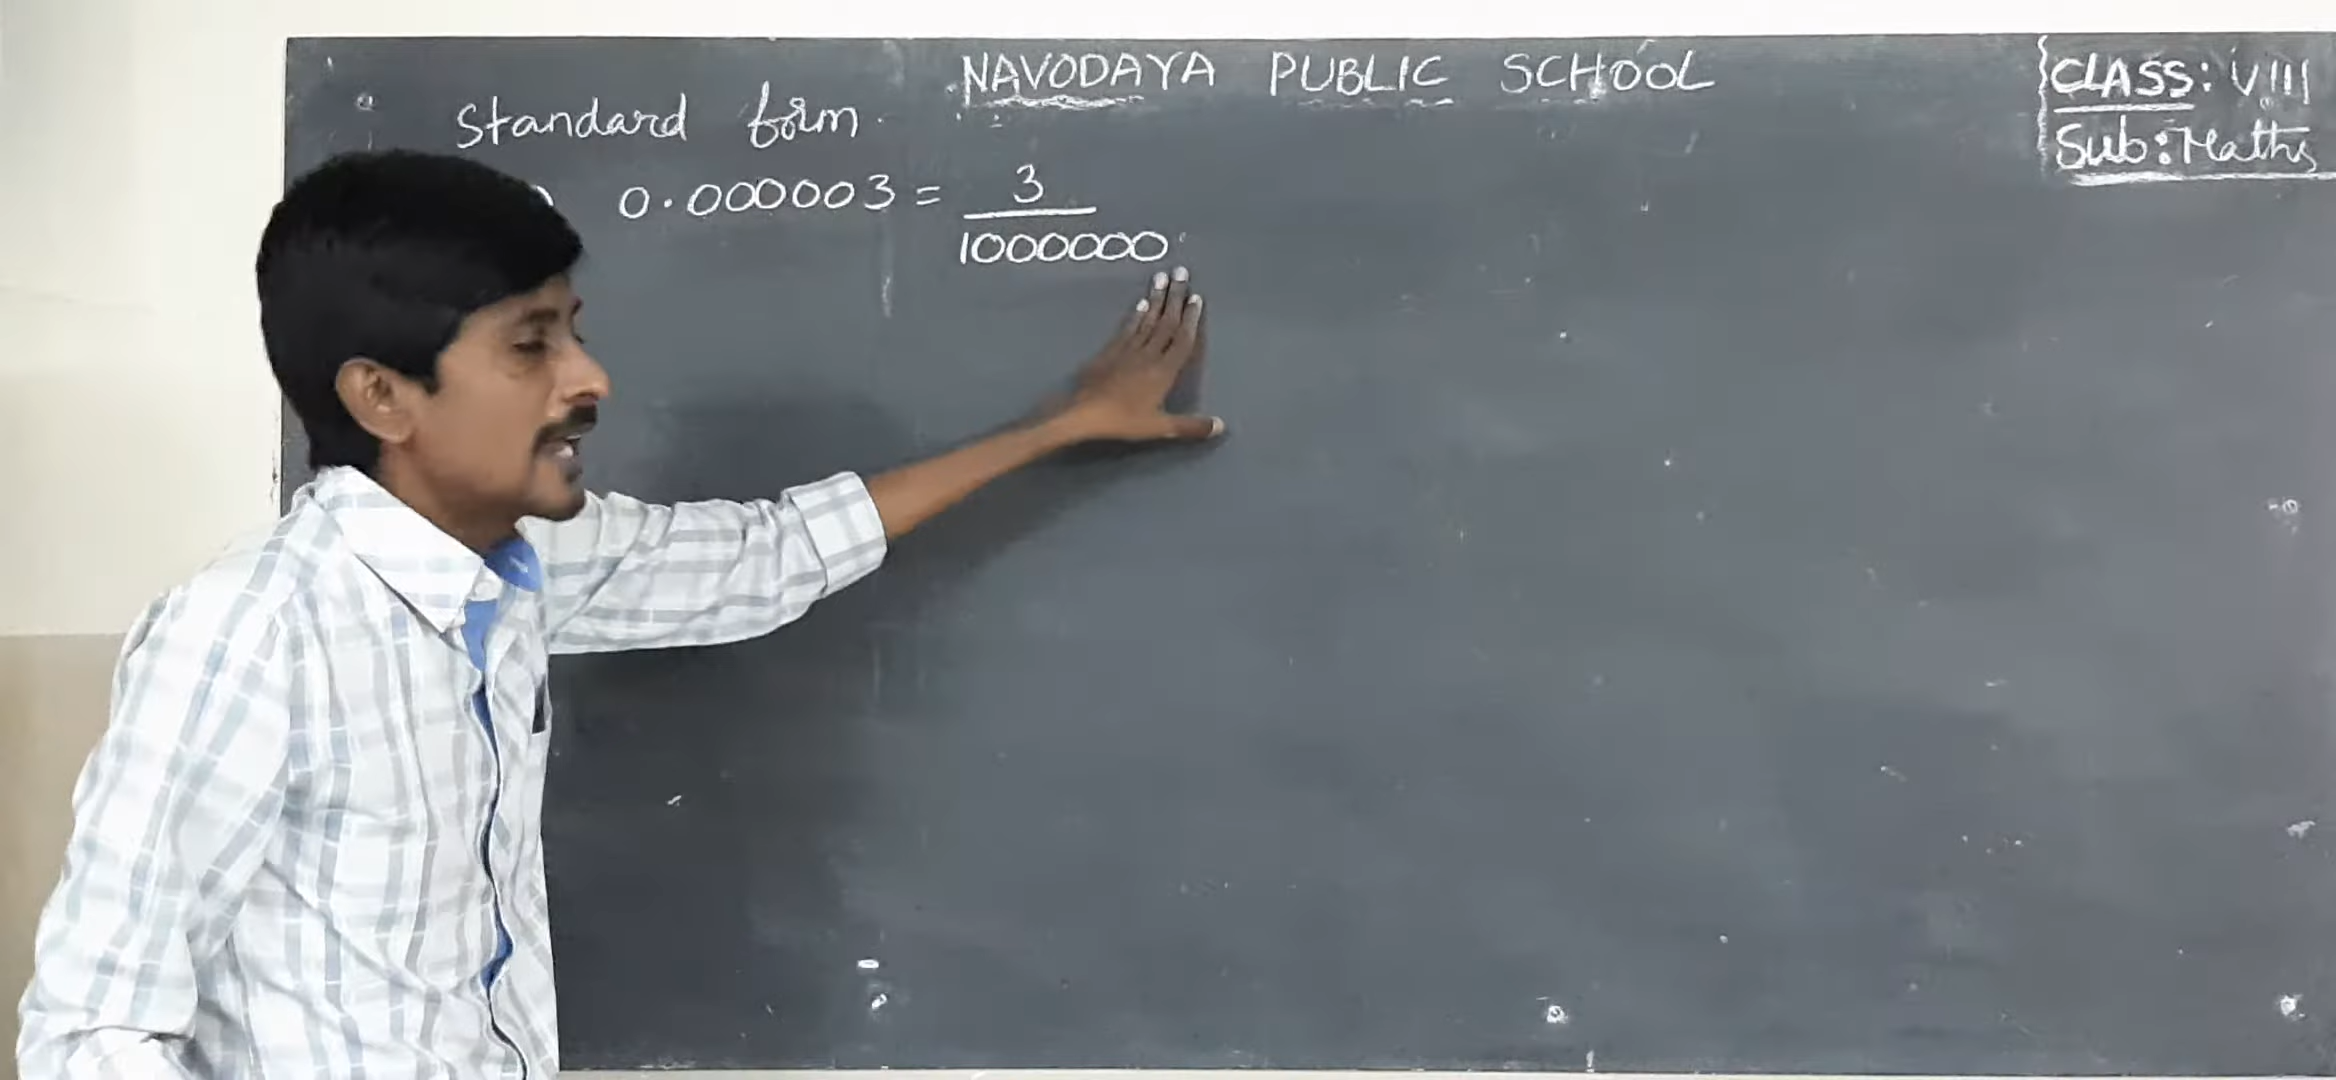 NAVODAYA PUBLIC SCHOOL
CLASS: VIII
Sub: Maths
Standard form
) 0.000003 = 3
1000000